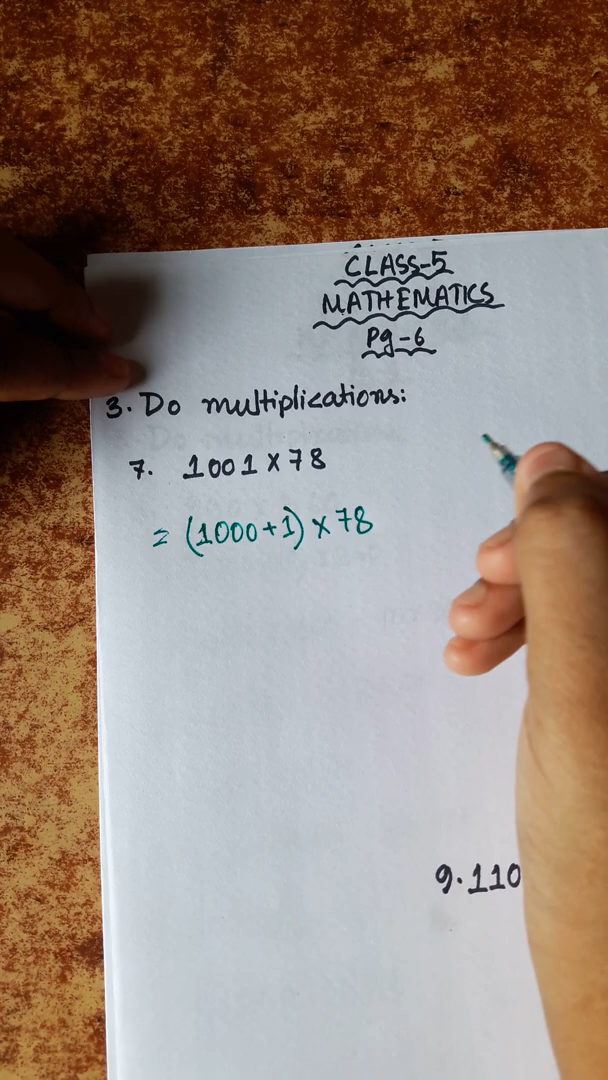 CLASS-5
MATHEMATICS
Pg-6
3. Do multiplications:
7. 1001 X 78
= (1000+1) x 78
9. 110